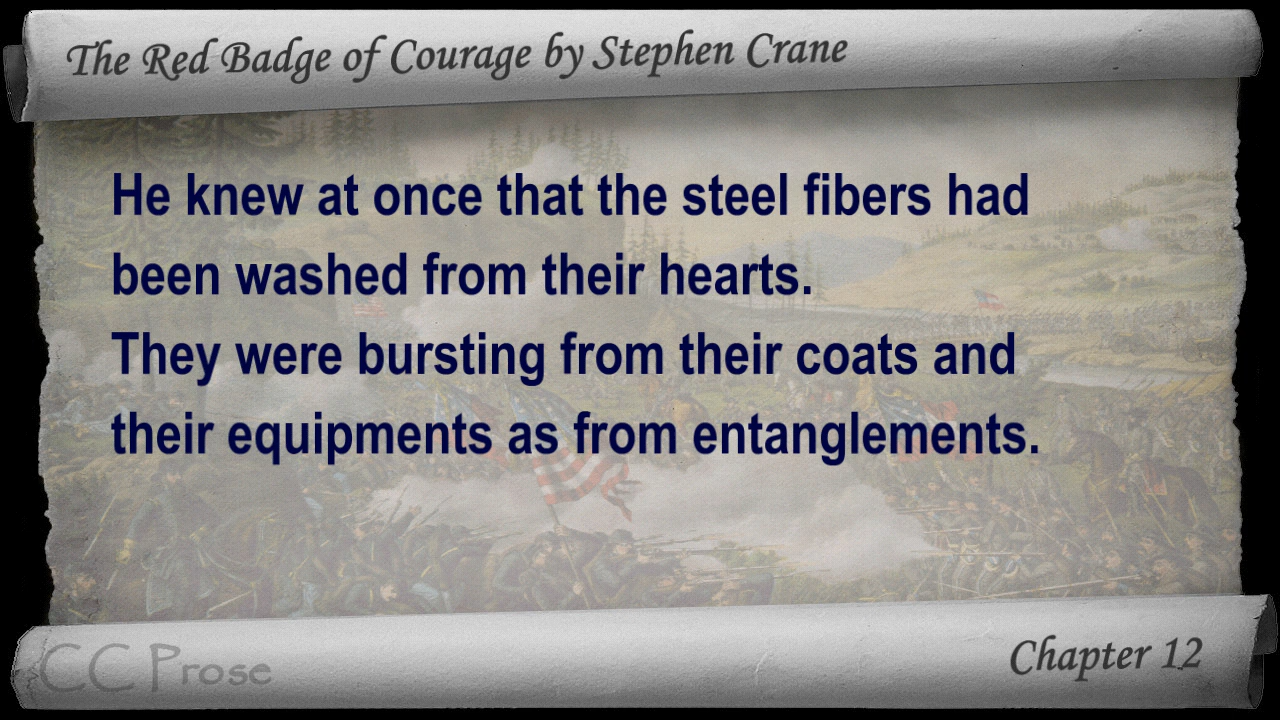 The Red Badge of Courage by Stephen Crane
He knew at once that the steel fibers had
been washed from their hearts.
They were bursting from their coats and
their equipments as from entanglements.
CC Prose
Chapter 12